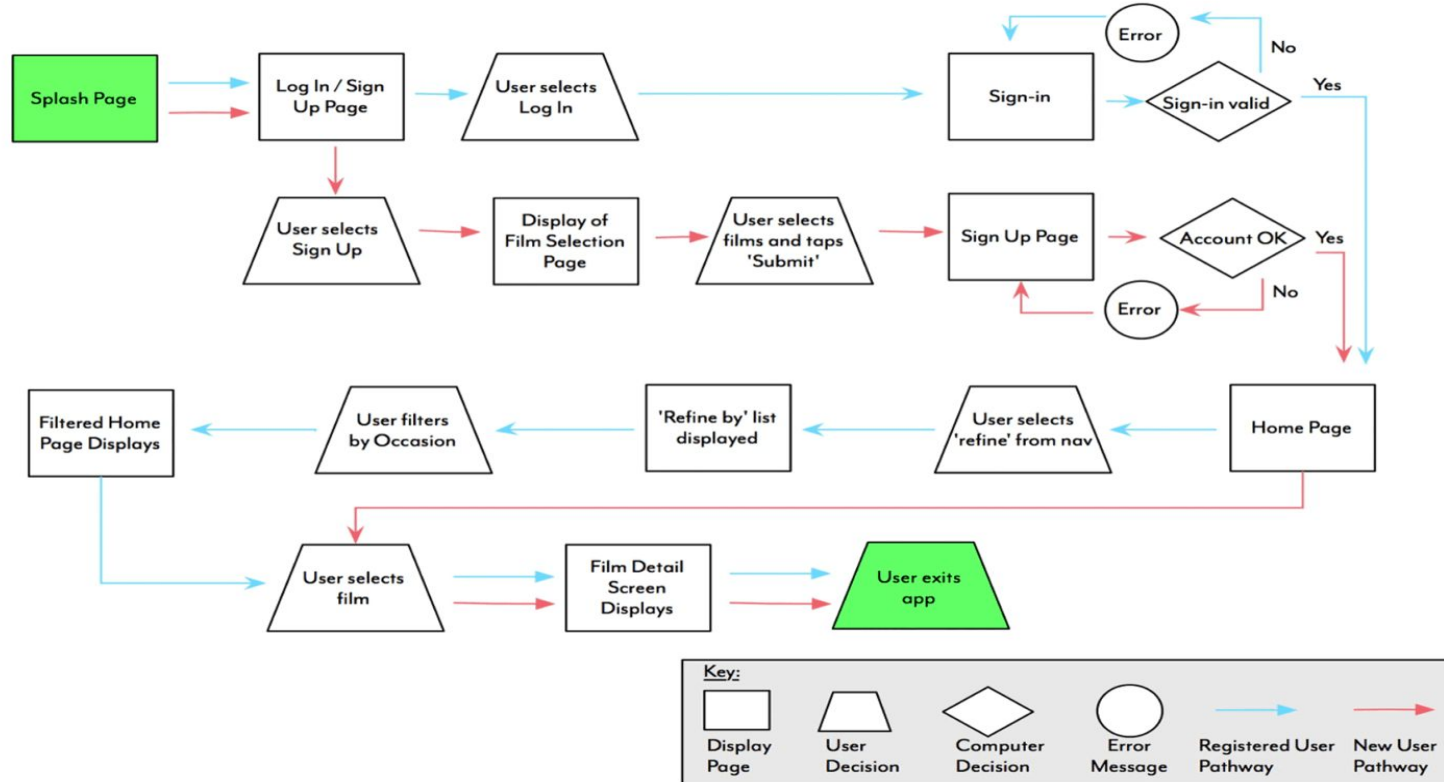 Splash Page
Log In / Sign
Up Page
User selects
Log In
Sign-in
Error
No
Sign-in valid
Yes
User selects
Sign Up
Display of
Film Selection
Page
User selects
films and taps
'Submit'
Sign Up Page
Account OK
Yes
No
Error
Filtered Home
Page Displays
User filters
by Occasion
'Refine by' list
displayed
User selects
'refine' from nav
Home Page
User selects
film
Film Detail
Screen
Displays
User exits
app
Key:
Display
Page
User
Decision
Computer
Decision
Error
Message
Registered User
Pathway
New User
Pathway